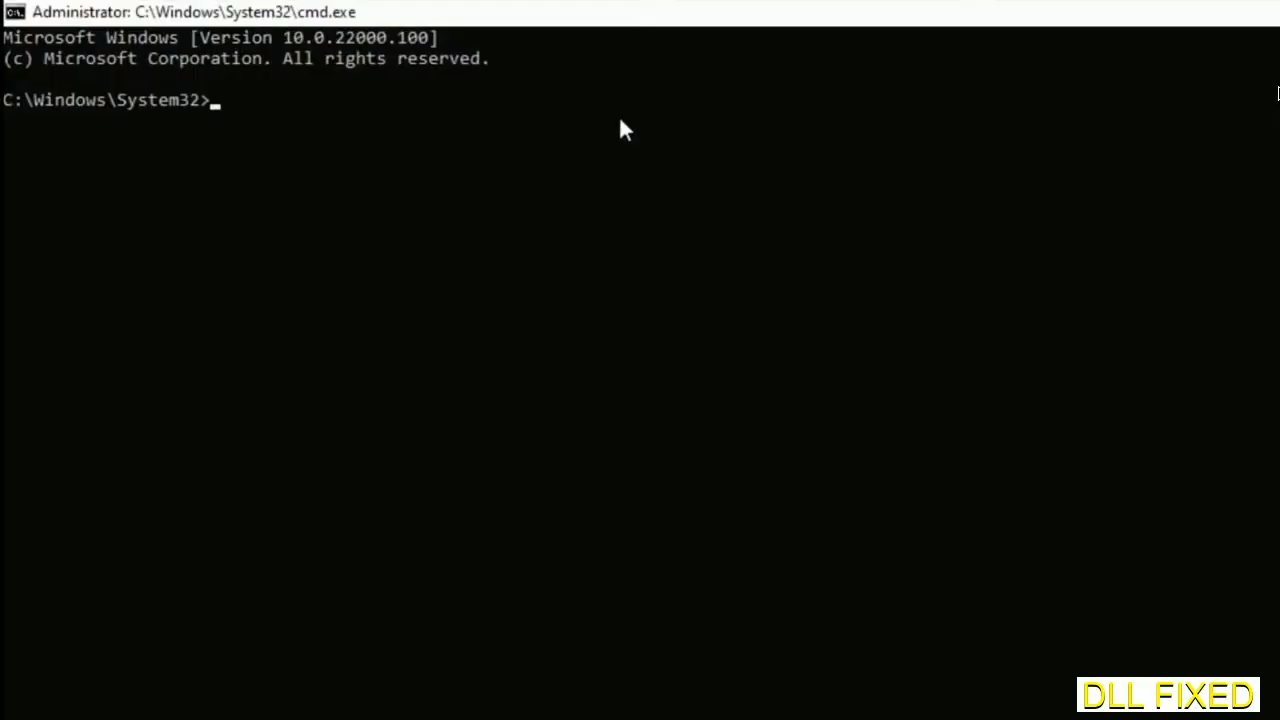 Administrator: C:\Windows\System32\cmd.exe
Microsoft Windows [Version 10.0.22000.100]
(c) Microsoft Corporation. All rights reserved.
C:\Windows\System32>
DLL FIXED